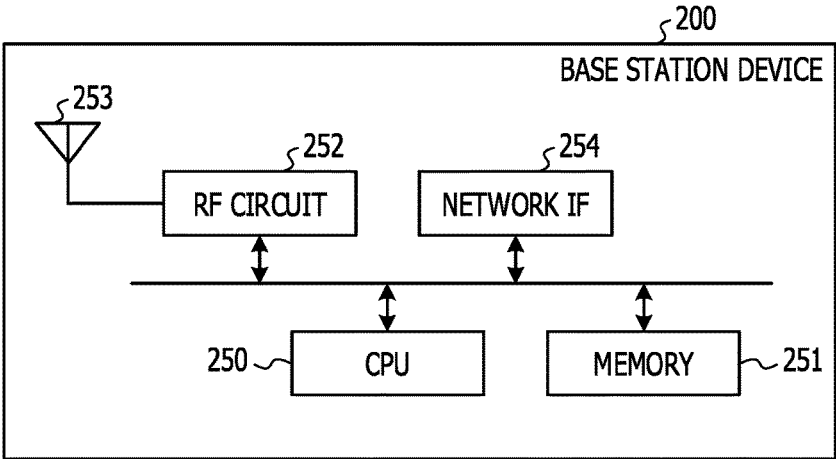 200
BASE STATION DEVICE
253
252
254
RF CIRCUIT
NETWORK IF
250
CPU
MEMORY
251